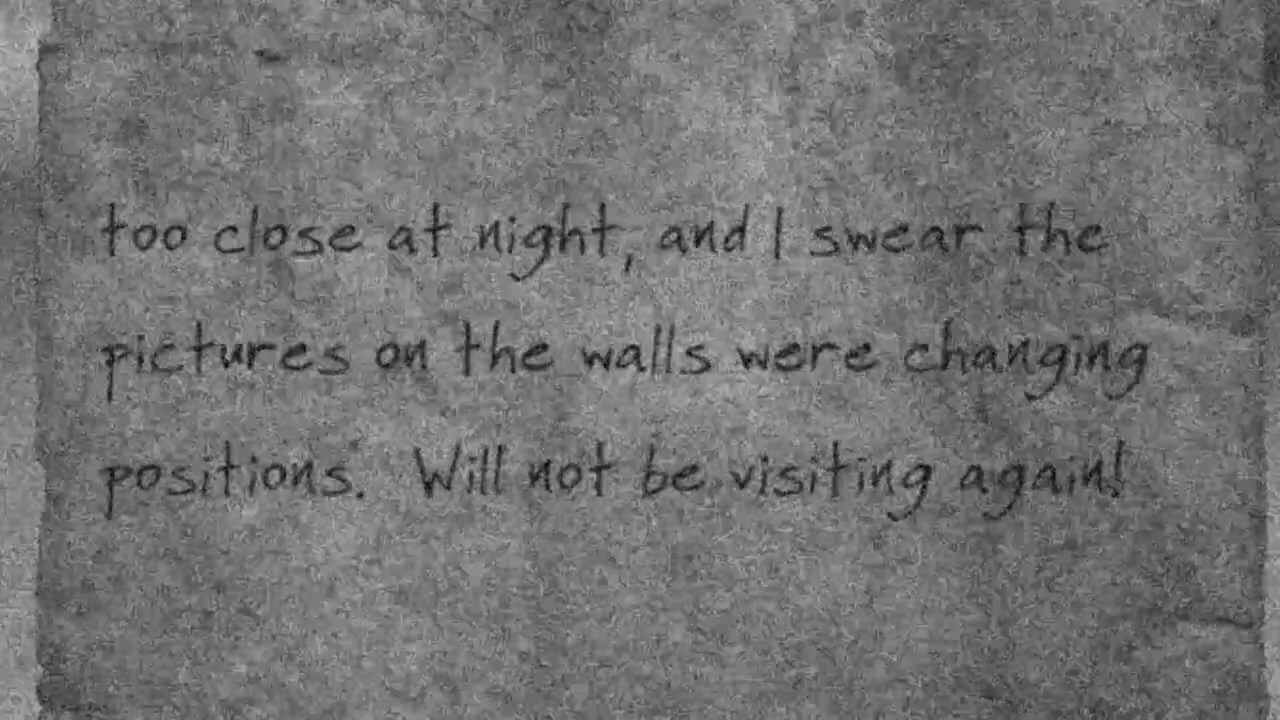 too close at night, and I swear the
pictures on the walls were changing
positions. Will not be visiting again!